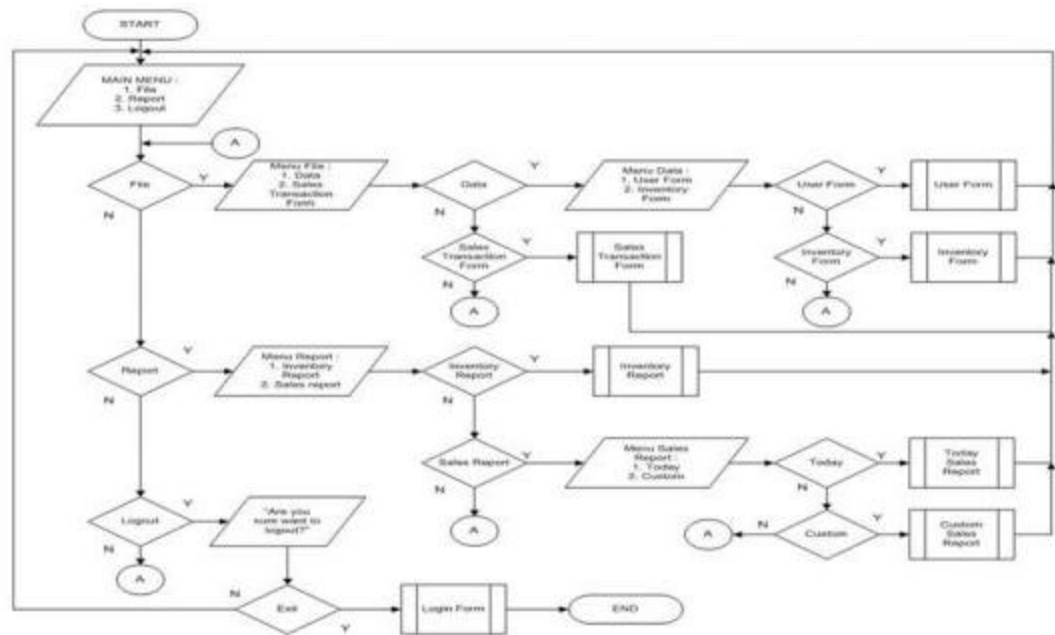 START
MAIN MENU :
1. File
2. Report
3. Logout
A
File
Y
N
Menu File :
1. Data
2. Sales
Transaction
Form
Data
Y
N
Menu Data :
1. User Form
2. Inventory
Form
User Form
Y
N
User Form
Sales
Transaction
Form
Y
N
Sales
Transaction
Form
Inventory
Form
Y
N
Inventory
Form
A
A
Report
Y
N
Menu Report :
1. Inventory
Report
2. Sales report
Inventory
Report
Y
N
Inventory
Report
Sales Report
Y
N
Menu Sales
Report :
1. Today
2. Custom
Today
Y
N
Today
Sales
Report
Logout
Y
N
"Are you
sure want to
logout?"
A
A
N
Custom
Y
Custom
Sales
Report
A
N
Exit
Y
Login Form
END